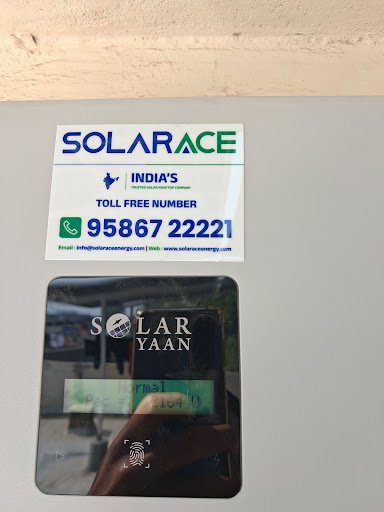 SOLARACE
INDIA'S
TRUSTED SOLAR ROOFTOP COMPANY
TOLL FREE NUMBER
95867 22221
Email : info@solaraceenergy.com | Web : www.solaraceenergy.com
SOLAR
YAAN
Normal